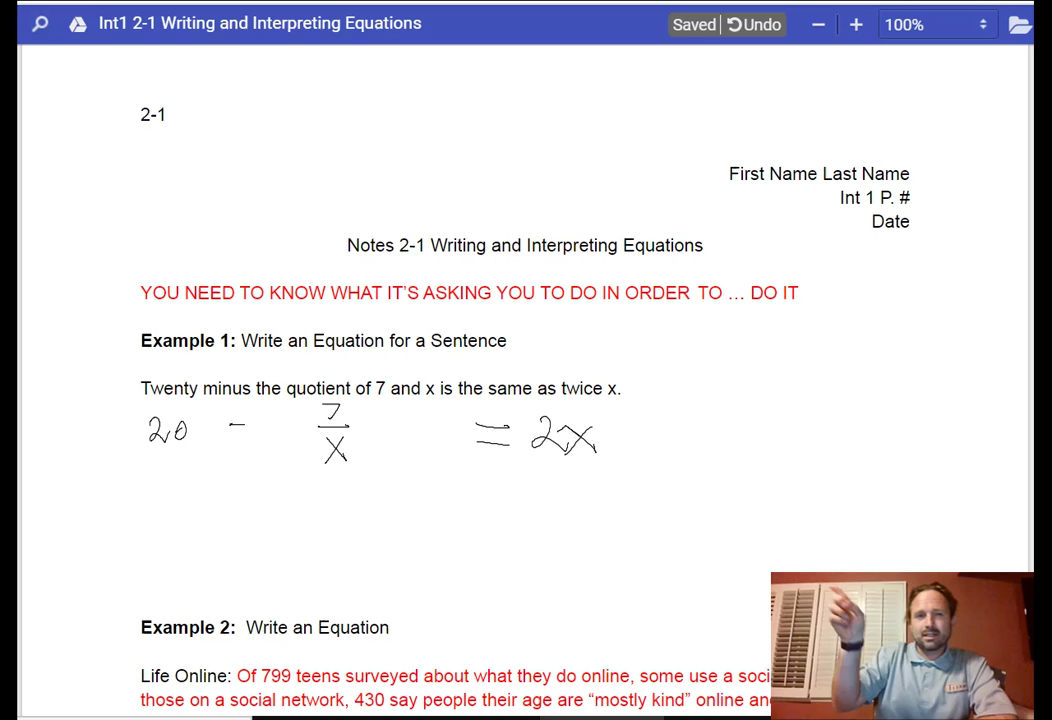 Int1 2-1 Writing and Interpreting Equations Saved Undo 100%
2-1
First Name Last Name
Int 1 P. #
Date
Notes 2-1 Writing and Interpreting Equations
YOU NEED TO KNOW WHAT IT'S ASKING YOU TO DO IN ORDER TO … DO IT
Example 1: Write an Equation for a Sentence
Twenty minus the quotient of 7 and x is the same as twice x.
20 - 7/x = 2x
Example 2: Write an Equation
Life Online: Of 799 teens surveyed about what they do online, some use a soci
those on a social network, 430 say people their age are “mostly kind” online an